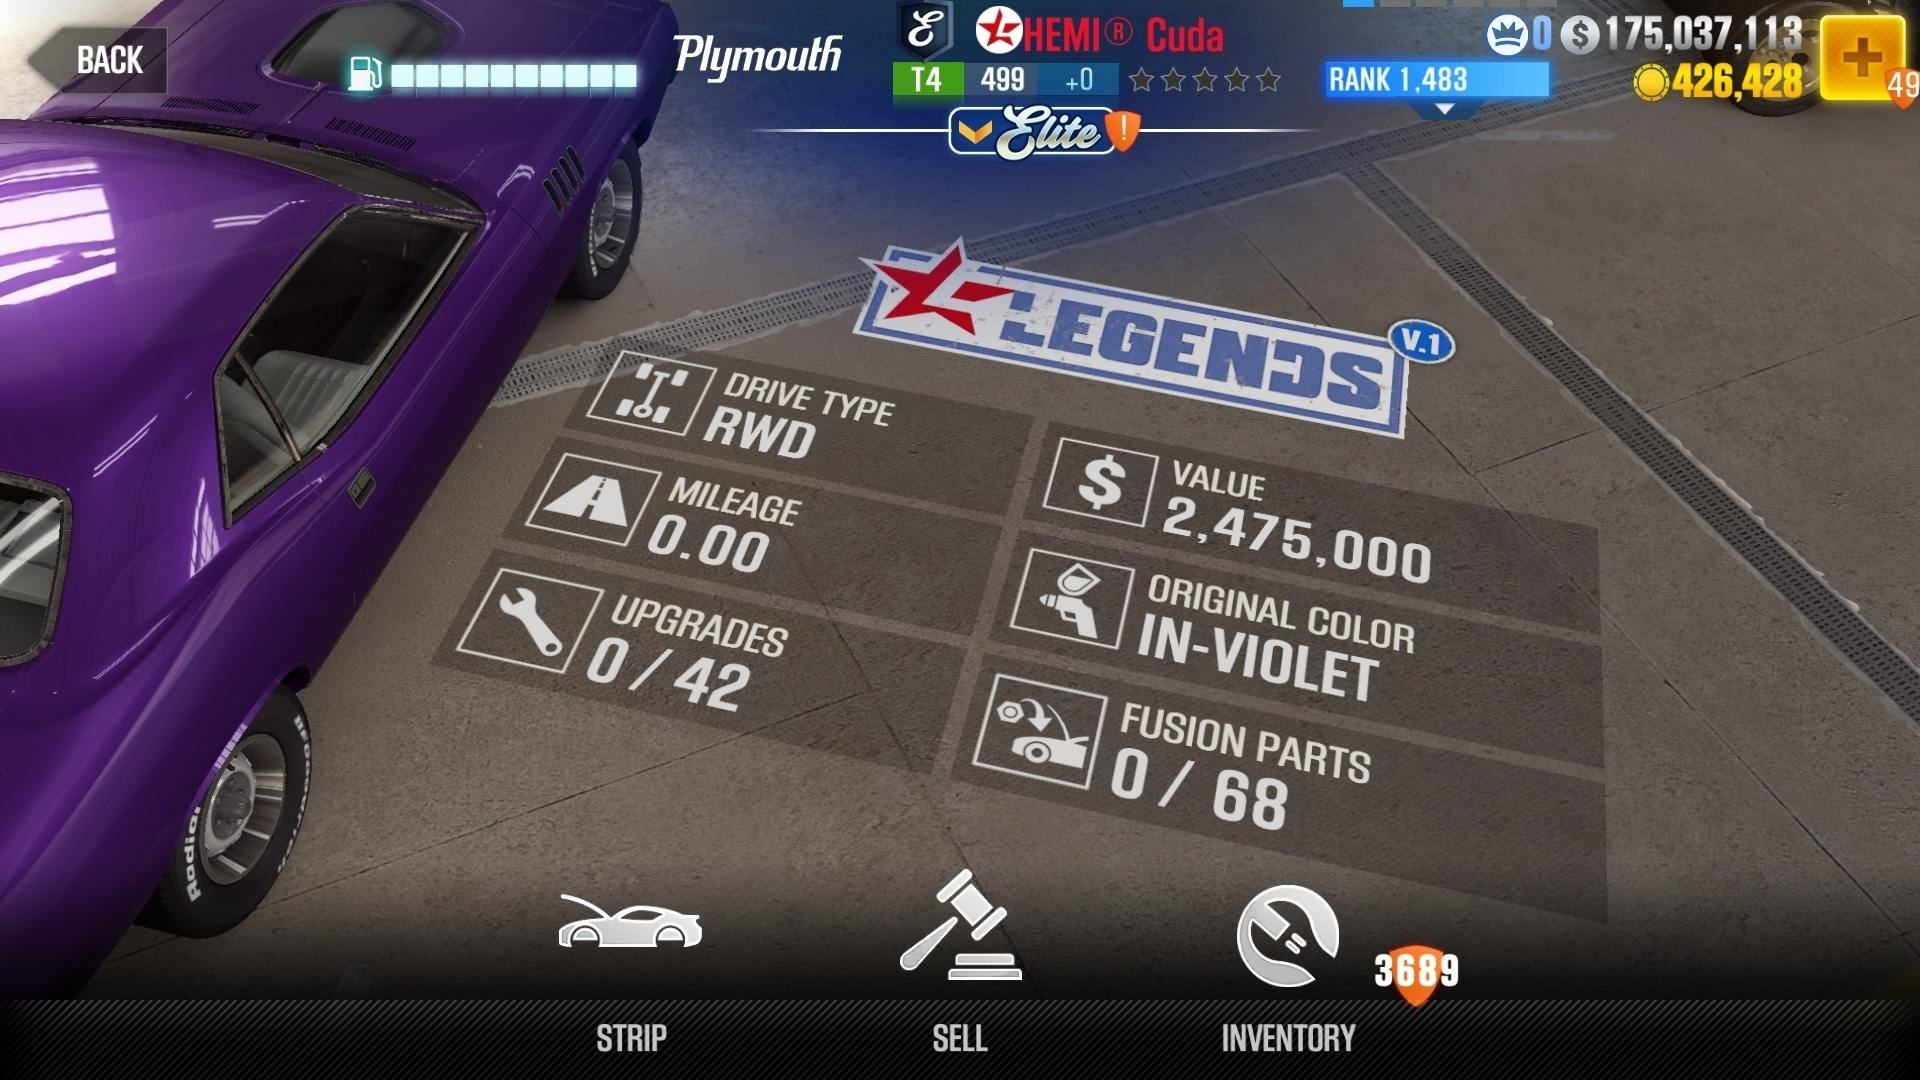 BACK
Plymouth
E HEMI® Cuda
T4 499 +0
Elite !
RANK 1,483
0 $ 175,037,113
426,428
+ 49
LEGENDS V.1
DRIVE TYPE
RWD
MILEAGE
0.00
UPGRADES
0 / 42
$ VALUE
2,475,000
ORIGINAL COLOR
IN-VIOLET
FUSION PARTS
0 / 68
Radial
STRIP
SELL
INVENTORY
3689